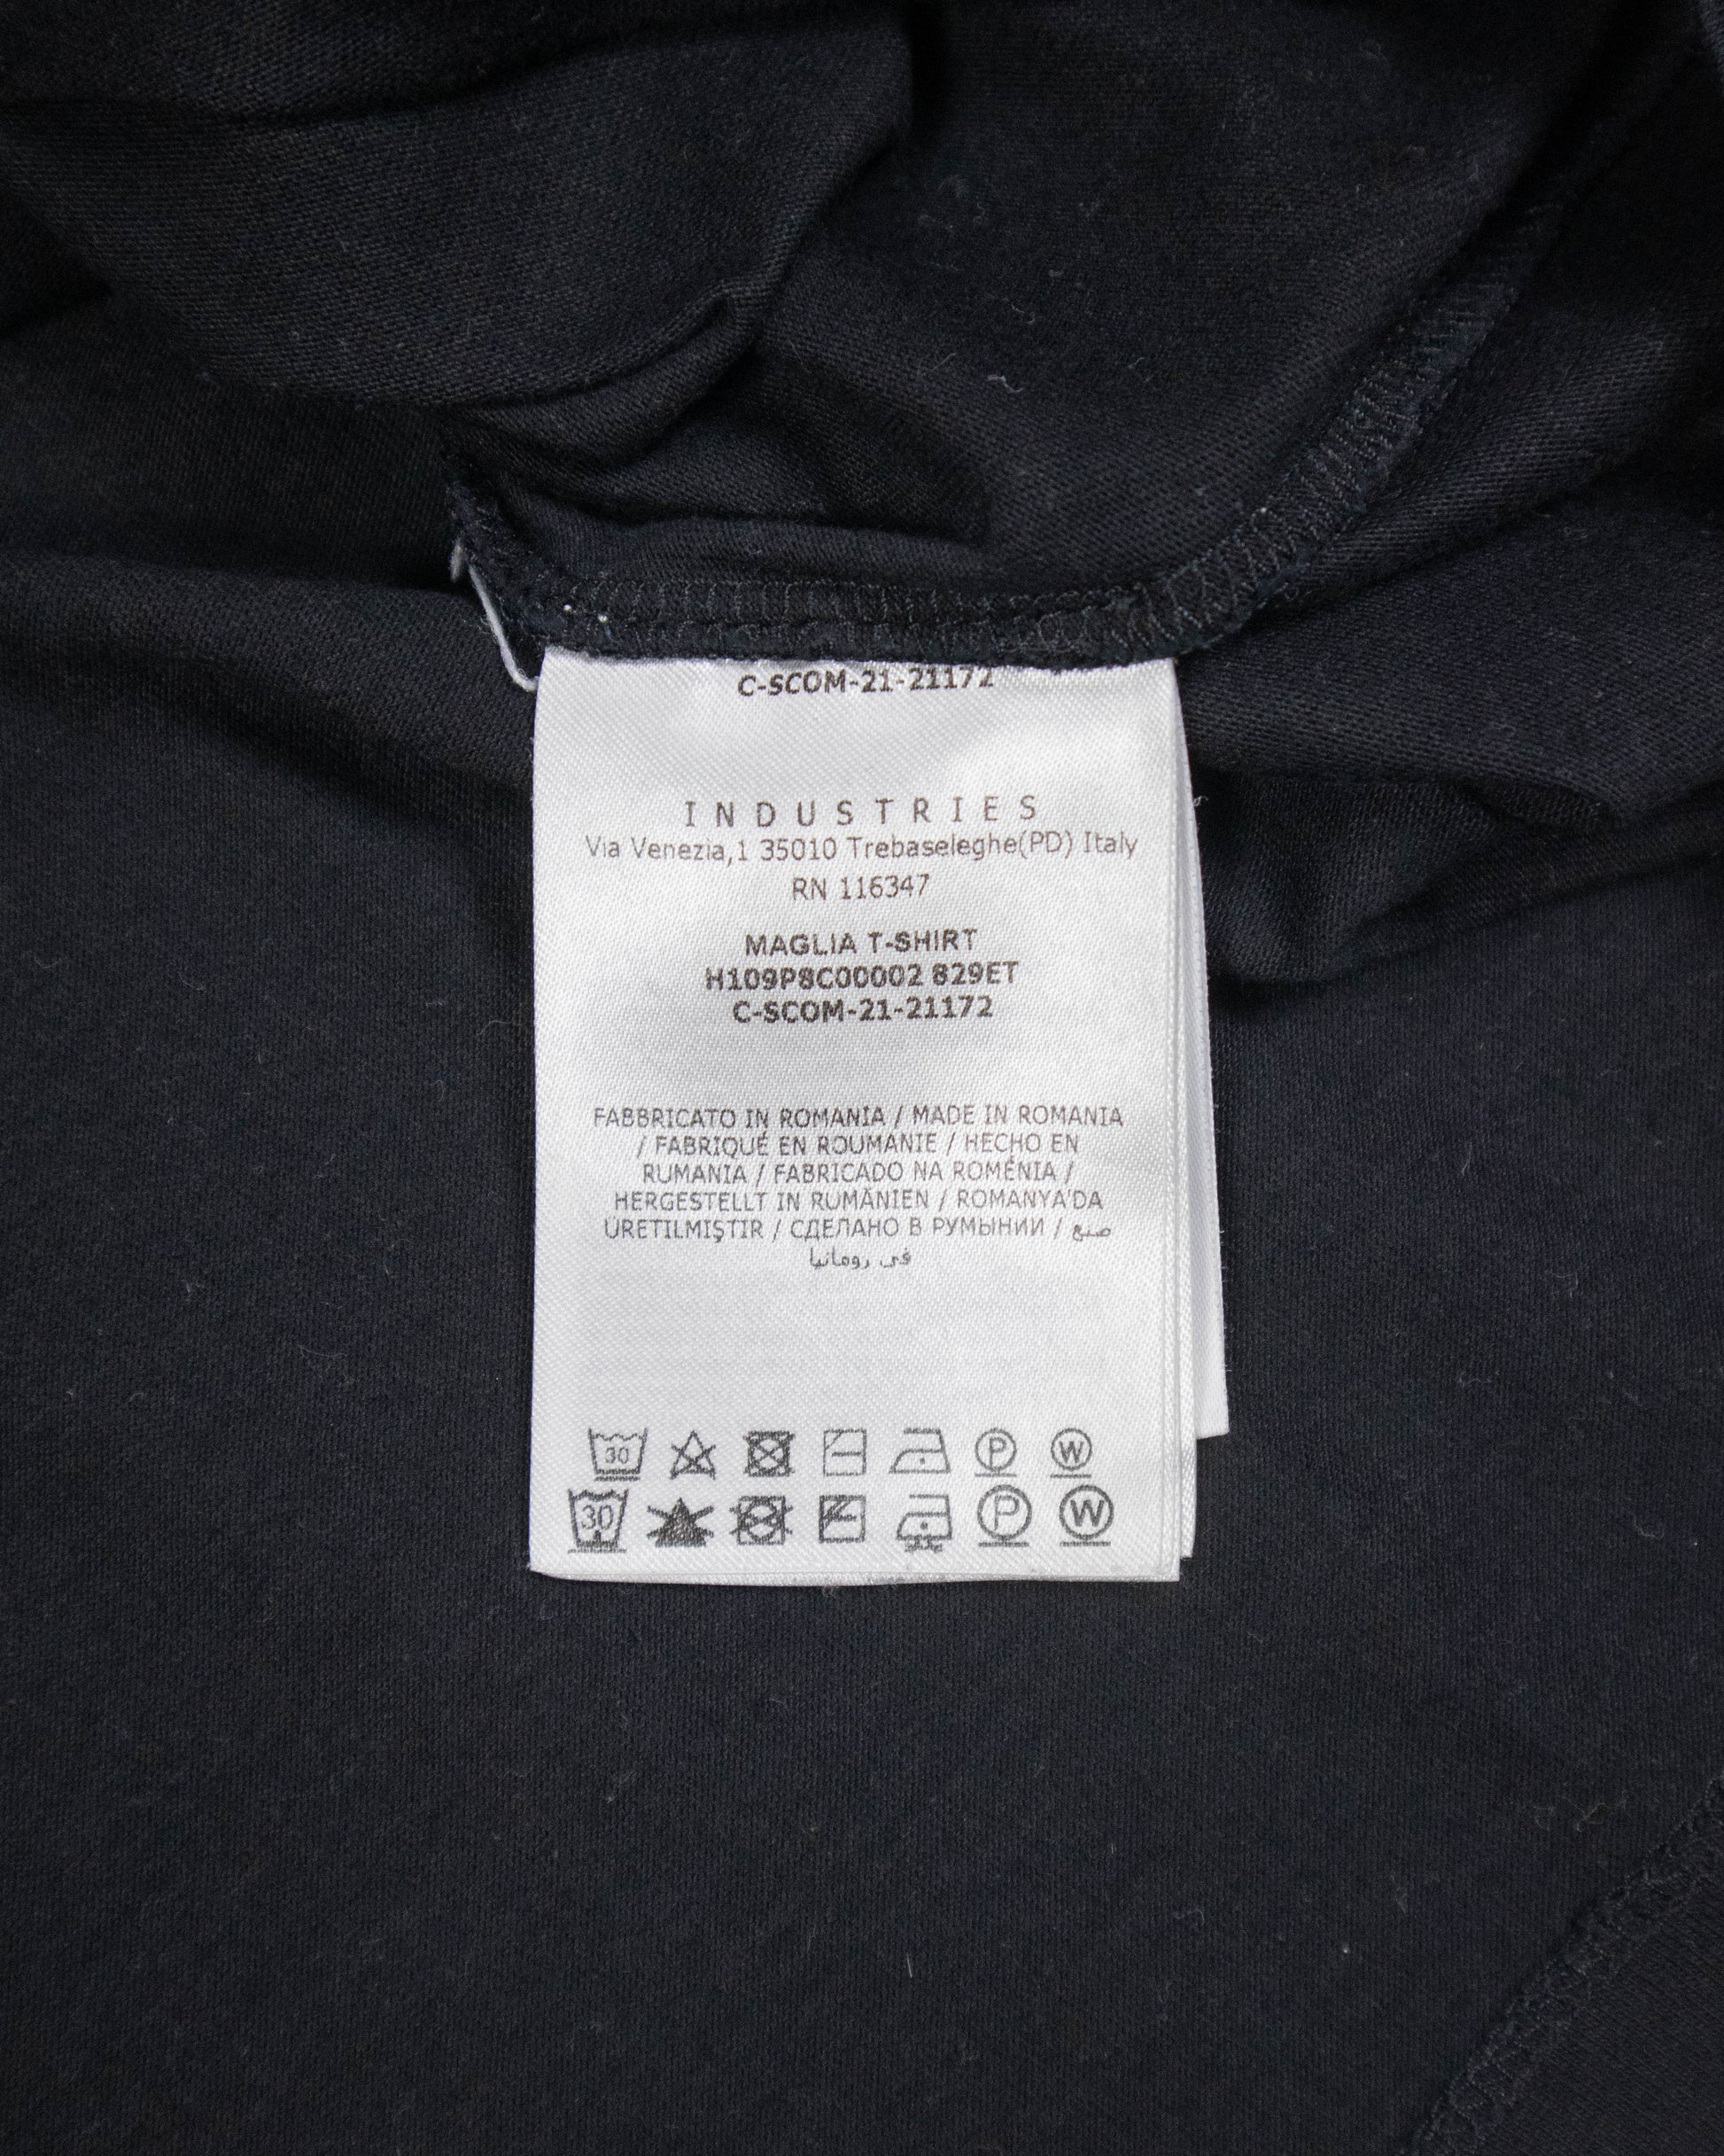 C-SCOM-21-21172
INDUSTRIES
Via Venezia,1 35010 Trebaseleghe(PD) Italy
RN 116347
MAGLIA T-SHIRT
H109P8C00002 829ET
C-SCOM-21-21172
FABBRICATO IN ROMANIA / MADE IN ROMANIA
/ FABRIQUÉ EN ROUMANIE / HECHO EN
RUMANIA / FABRICADO NA ROMÉNIA /
HERGESTELLT IN RUMÄNIEN / ROMANYA'DA
ÜRETILMIŞTIR / СДЕЛАНО В РУМЫНИИ / صنع
في رومانيا
30 P W
30 P W